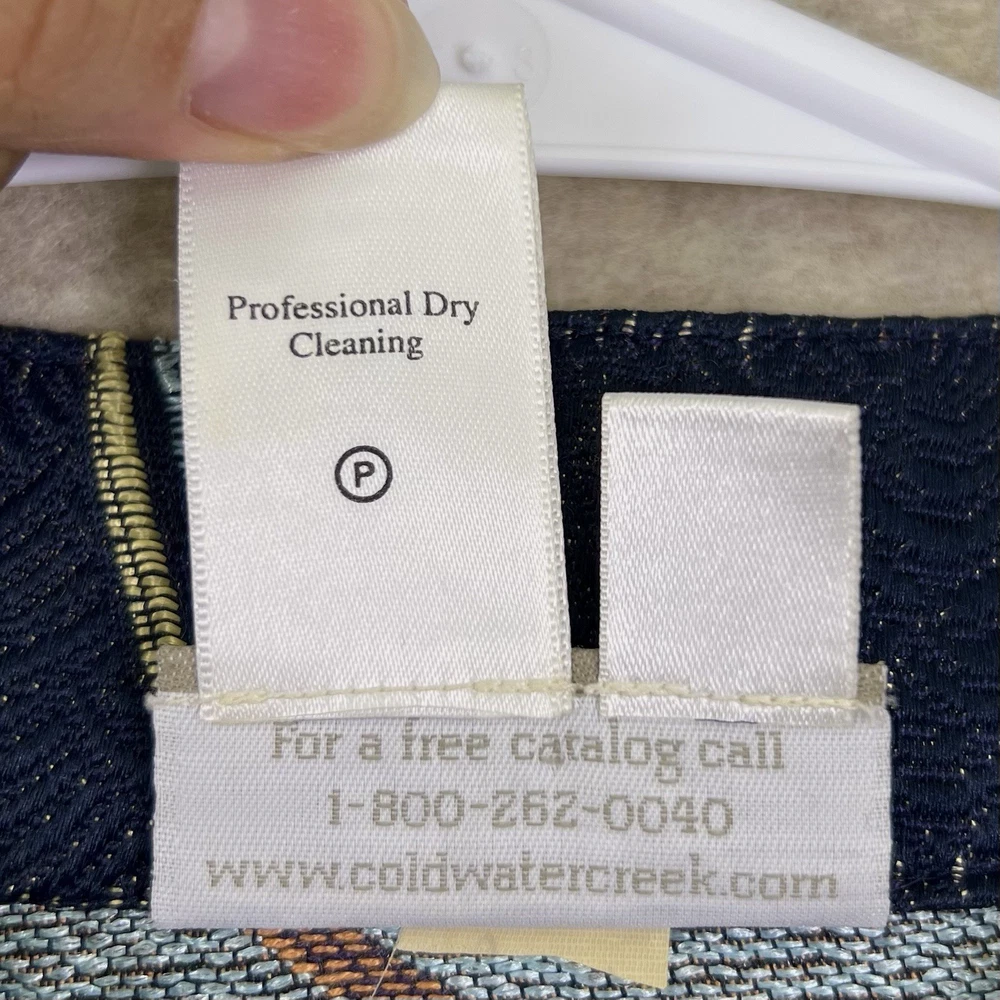 Professional Dry
Cleaning
P
For a free catalog call
1-800-262-0040
www.coldwatercreek.com